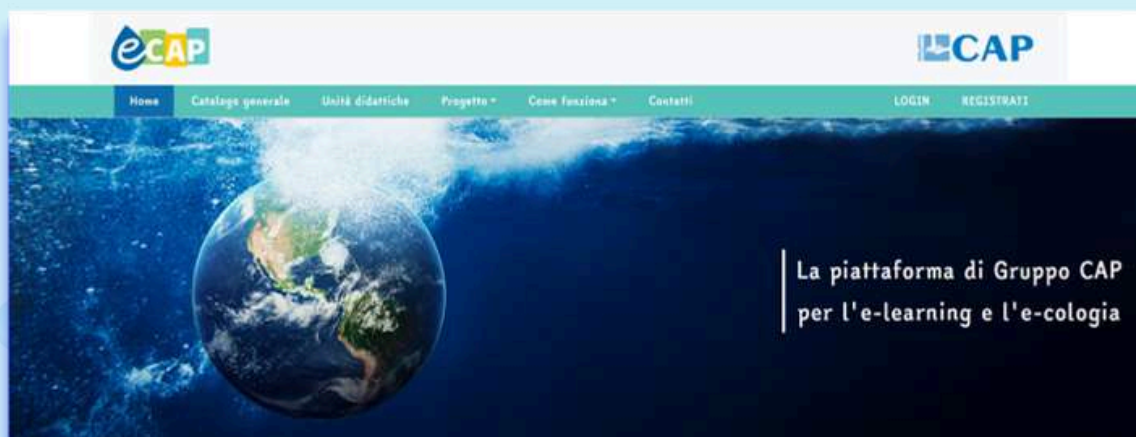 eCAP
CAP
Home Catalogo generale Unità didattiche Progetto Come funziona Contatti LOGIN REGISTRATI
La piattaforma di Gruppo CAP
per l'e-learning e l'e-cologia